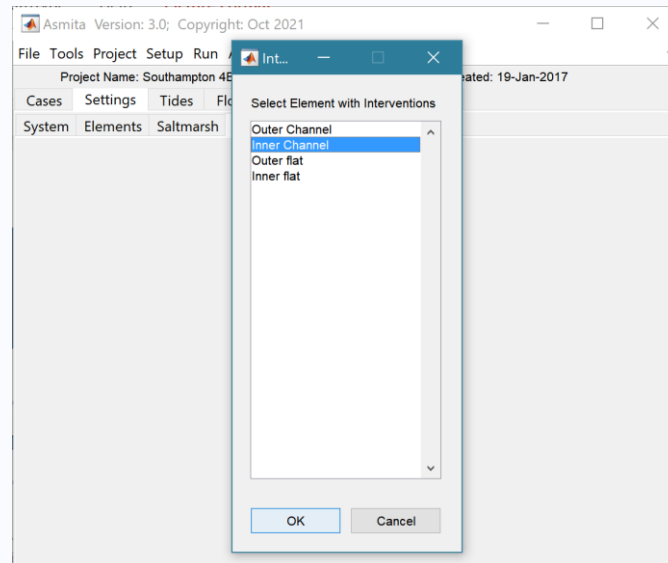 Asmita Version: 3.0; Copyright: Oct 2021
File Tools Project Setup Run
Int...
Project Name: Southampton 4E
eated: 19-Jan-2017
Cases Settings Tides Flo
Select Element with Interventions
System Elements Saltmarsh
Outer Channel
Inner Channel
Outer flat
Inner flat
OK Cancel